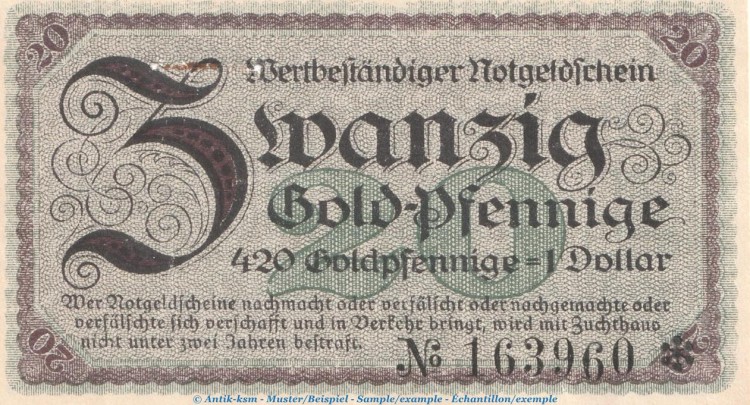 20 20
Wertbeständiger Notgeldschein
Zwanzig
Gold-Pfennige
20
420 Goldpfennige = 1 Dollar
Wer Notgeldscheine nachmacht oder verfälscht oder nachgemachte oder
verfälschte sich verschafft und in Verkehr bringt, wird mit Zuchthaus
nicht unter zwei Jahren bestraft.
20 № 163960 ✱ 20
© Antik-ksm - Muster/Beispiel - Sample/example - Echantillon/exemple